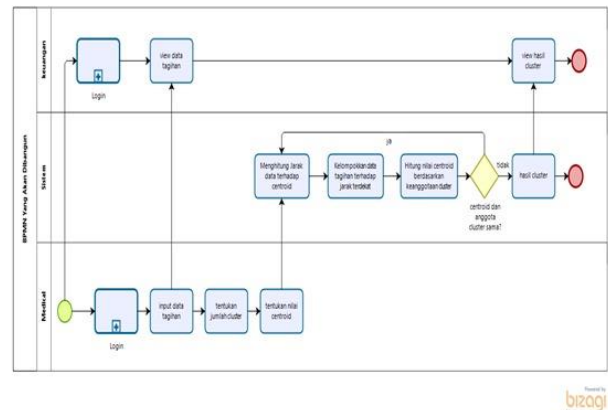 BPMN Yang Akan Dibangun
keuangan
Login
view data
tagihan
view hasil
cluster
Sistem
ya
Menghitung Jarak
data terhadap
centroid
Kelompokkan data
tagihan terhadap
jarak terdekat
Hitung nilai centroid
berdasarkan
keanggotaan cluster
tidak
centroid dan
anggota
cluster sama?
hasil cluster
Medical
Login
input data
tagihan
tentukan
jumlah cluster
tentukan nilai
centroid
Powered by
bizagi